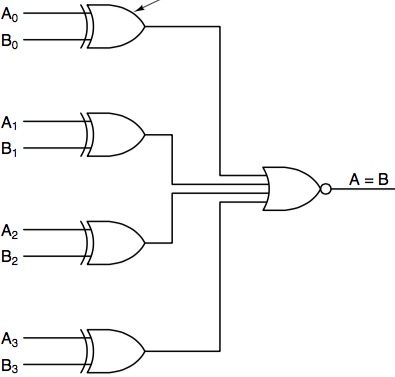 A₀
B₀
A₁
B₁
A = B
A₂
B₂
A₃
B₃